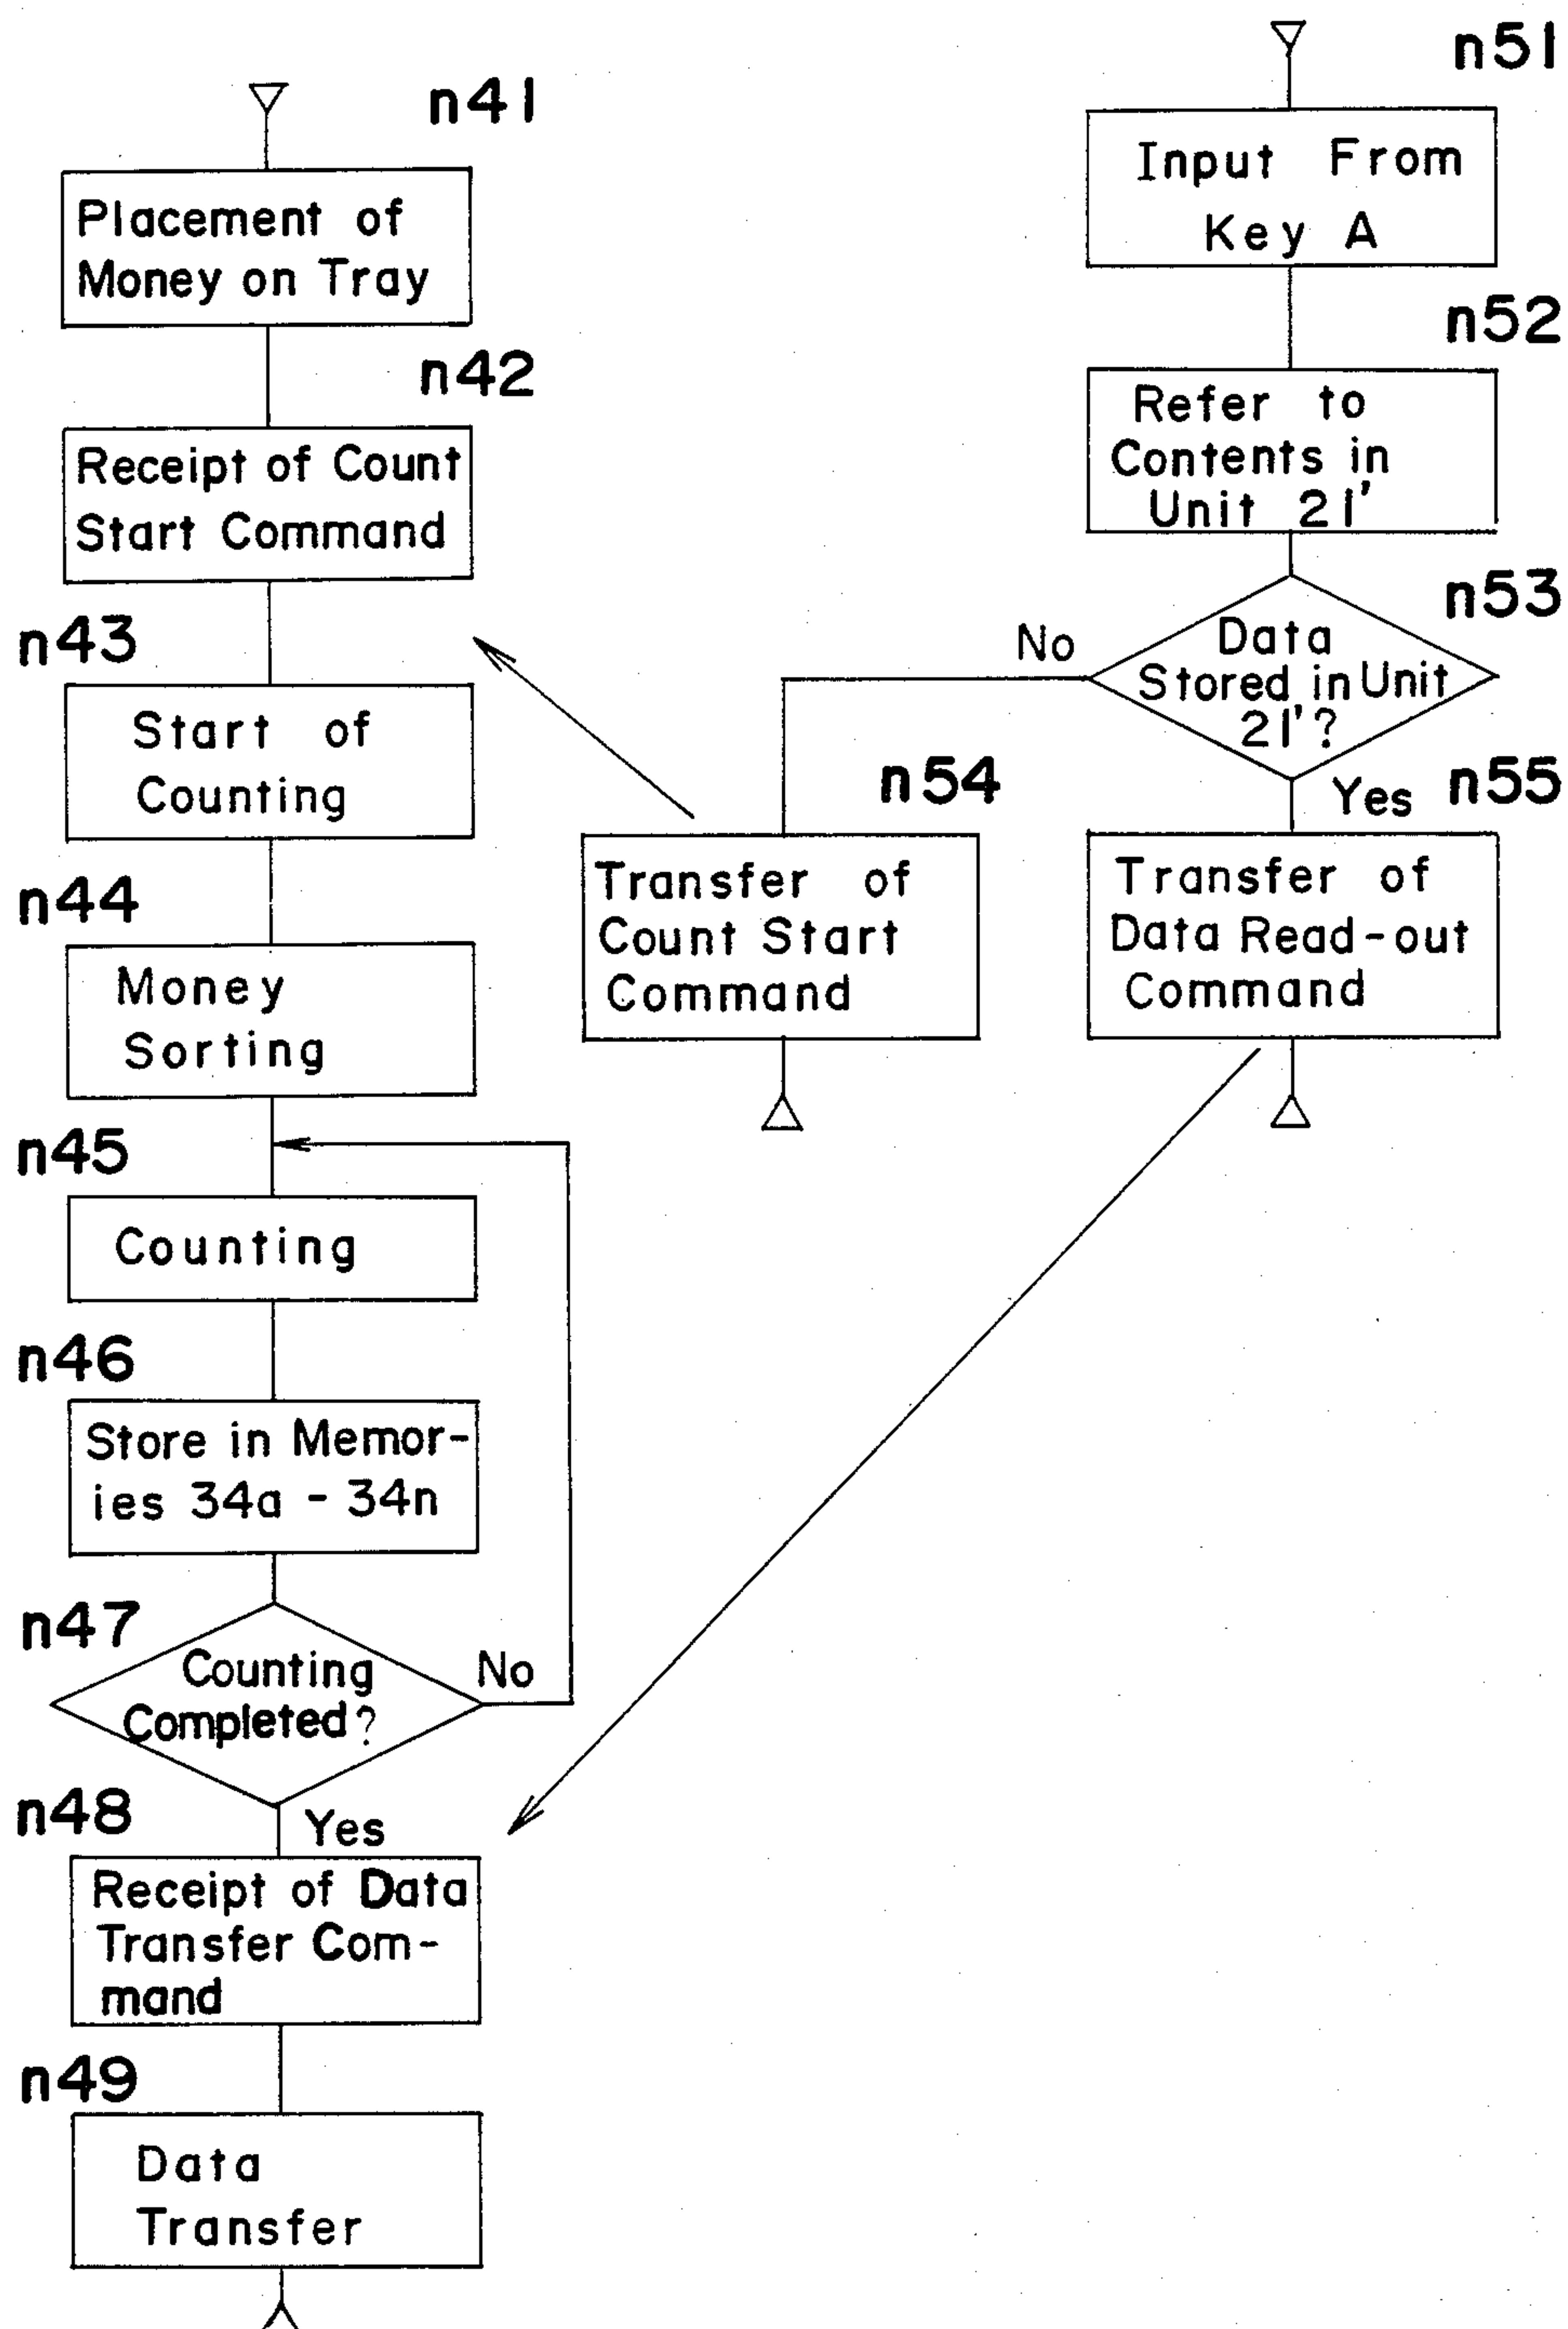 n41
Placement of
Money on Tray
n42
Receipt of Count
Start Command
n43
Start of
Counting
n44
Money
Sorting
n45
Counting
n46
Store in Memor-
ies 34a - 34n
n47
Counting
Completed?
No
Yes
n48
Receipt of Data
Transfer Com-
mand
n49
Data
Transfer
n51
Input From
Key A
n52
Refer to
Contents in
Unit 21'
n53
Data
Stored in Unit
21'?
No
Yes
n54
Transfer of
Count Start
Command
n55
Transfer of
Data Read-out
Command